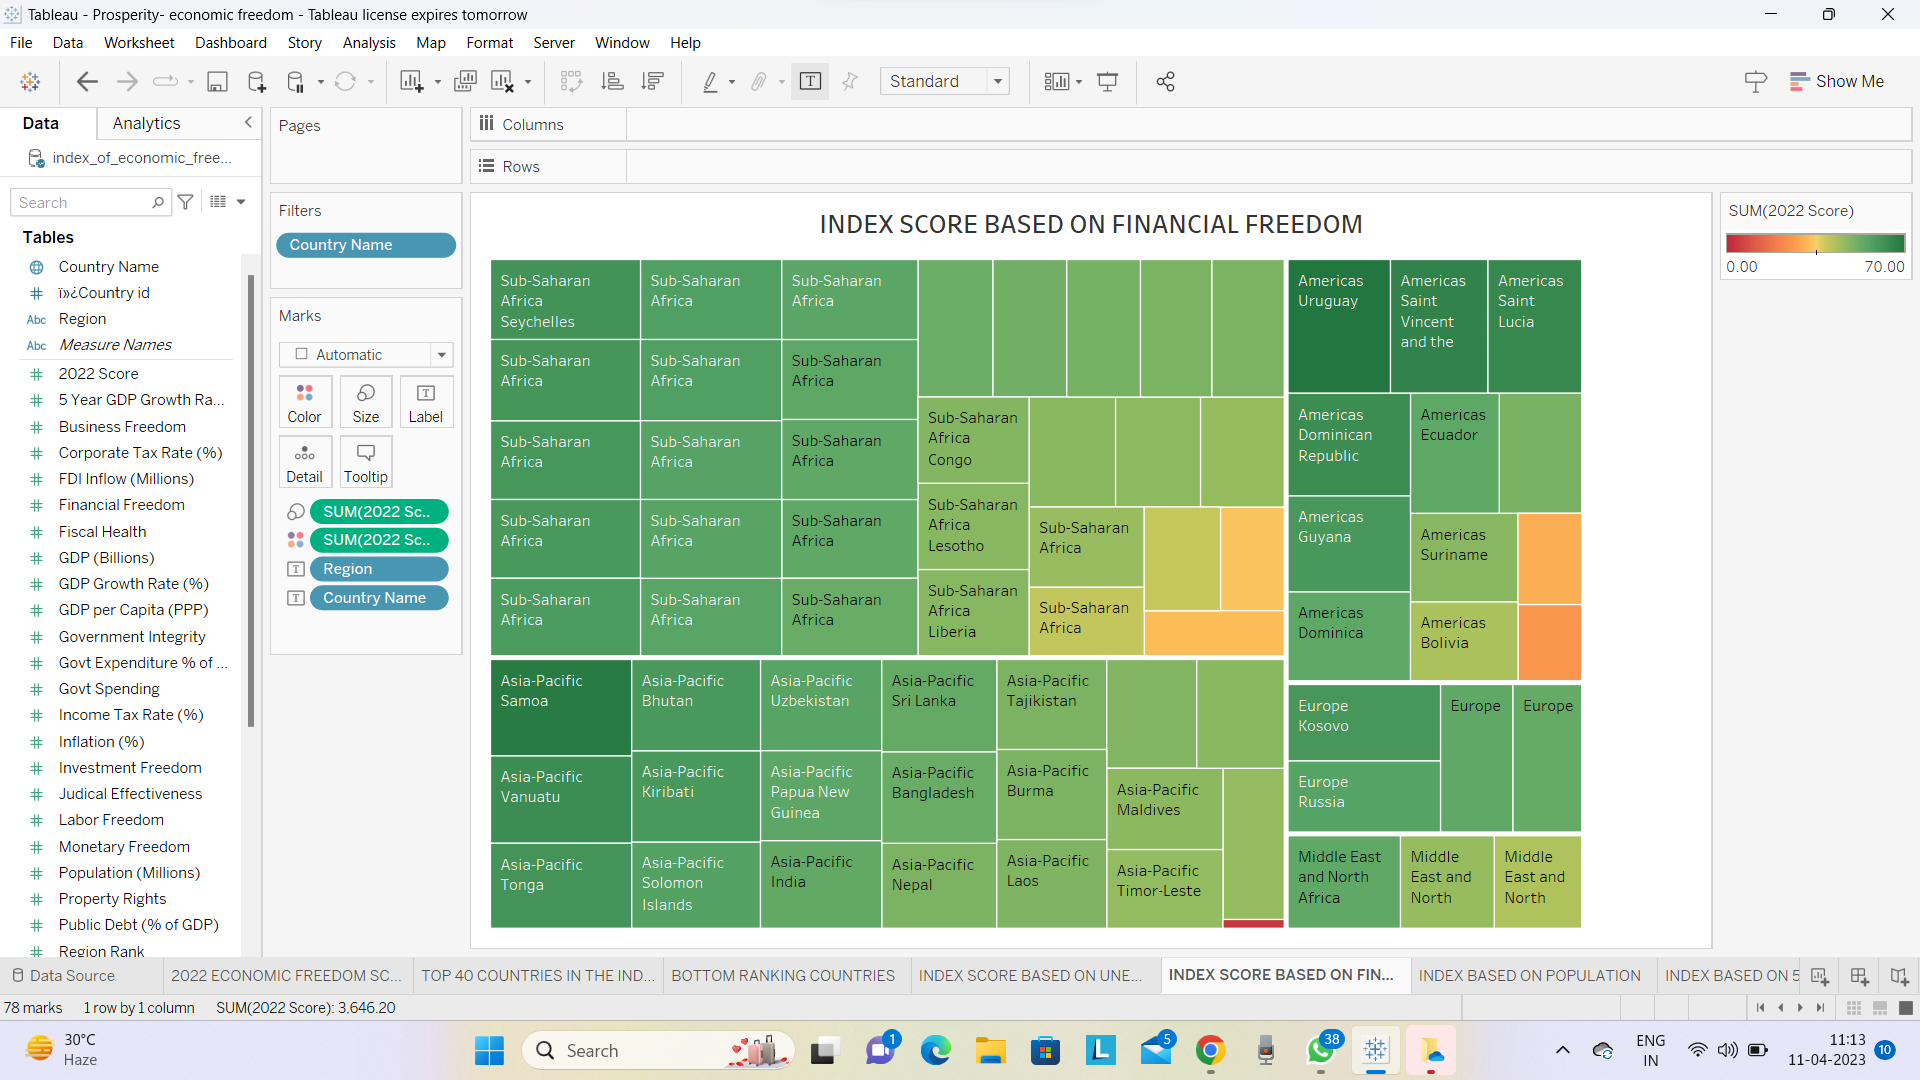 Tableau - Prosperity- economic freedom - Tableau license expires tomorrow
File Data Worksheet Dashboard Story Analysis Map Format Server Window Help
Standard
Show Me
Data
Analytics
index_of_economic_free...
Search
Tables
Country Name
ï»¿Country id
Abc Region
Abc Measure Names
2022 Score
5 Year GDP Growth Ra...
Business Freedom
Corporate Tax Rate (%)
FDI Inflow (Millions)
Financial Freedom
Fiscal Health
GDP (Billions)
GDP Growth Rate (%)
GDP per Capita (PPP)
Government Integrity
Govt Expenditure % of ...
Govt Spending
Income Tax Rate (%)
Inflation (%)
Investment Freedom
Judical Effectiveness
Labor Freedom
Monetary Freedom
Population (Millions)
Property Rights
Public Debt (% of GDP)
Region Rank
Pages
Filters
Country Name
Marks
Automatic
Color Size Label
Detail Tooltip
SUM(2022 Sc..
SUM(2022 Sc..
Region
Country Name
Columns
Rows
INDEX SCORE BASED ON FINANCIAL FREEDOM
Sub-Saharan
Africa
Seychelles
Sub-Saharan
Africa
Sub-Saharan
Africa
Sub-Saharan
Africa
Sub-Saharan
Africa
Sub-Saharan
Africa
Sub-Saharan
Africa
Sub-Saharan
Africa
Sub-Saharan
Africa
Sub-Saharan
Africa
Sub-Saharan
Africa
Sub-Saharan
Africa
Sub-Saharan
Africa
Sub-Saharan
Africa
Sub-Saharan
Africa
Sub-Saharan
Africa
Congo
Sub-Saharan
Africa
Lesotho
Sub-Saharan
Africa
Liberia
Sub-Saharan
Africa
Sub-Saharan
Africa
Asia-Pacific
Samoa
Asia-Pacific
Vanuatu
Asia-Pacific
Tonga
Asia-Pacific
Bhutan
Asia-Pacific
Kiribati
Asia-Pacific
Solomon
Islands
Asia-Pacific
Uzbekistan
Asia-Pacific
Papua New
Guinea
Asia-Pacific
India
Asia-Pacific
Sri Lanka
Asia-Pacific
Bangladesh
Asia-Pacific
Nepal
Asia-Pacific
Tajikistan
Asia-Pacific
Burma
Asia-Pacific
Laos
Asia-Pacific
Maldives
Asia-Pacific
Timor-Leste
Americas
Uruguay
Americas
Saint
Vincent
and the
Americas
Saint
Lucia
Americas
Dominican
Republic
Americas
Guyana
Americas
Dominica
Americas
Ecuador
Americas
Suriname
Americas
Bolivia
Europe
Kosovo
Europe
Russia
Europe
Europe
Middle East
and North
Africa
Middle
East and
North
Middle
East and
North
SUM(2022 Score)
0.00 70.00
Data Source
2022 ECONOMIC FREEDOM SC...
TOP 40 COUNTRIES IN THE IND...
BOTTOM RANKING COUNTRIES
INDEX SCORE BASED ON UNE...
INDEX SCORE BASED ON FIN...
INDEX BASED ON POPULATION
INDEX BASED ON 5
78 marks 1 row by 1 column SUM(2022 Score): 3,646.20
30°C
Haze
Search
1
L
5
38
ENG
IN
11:13
11-04-2023
10